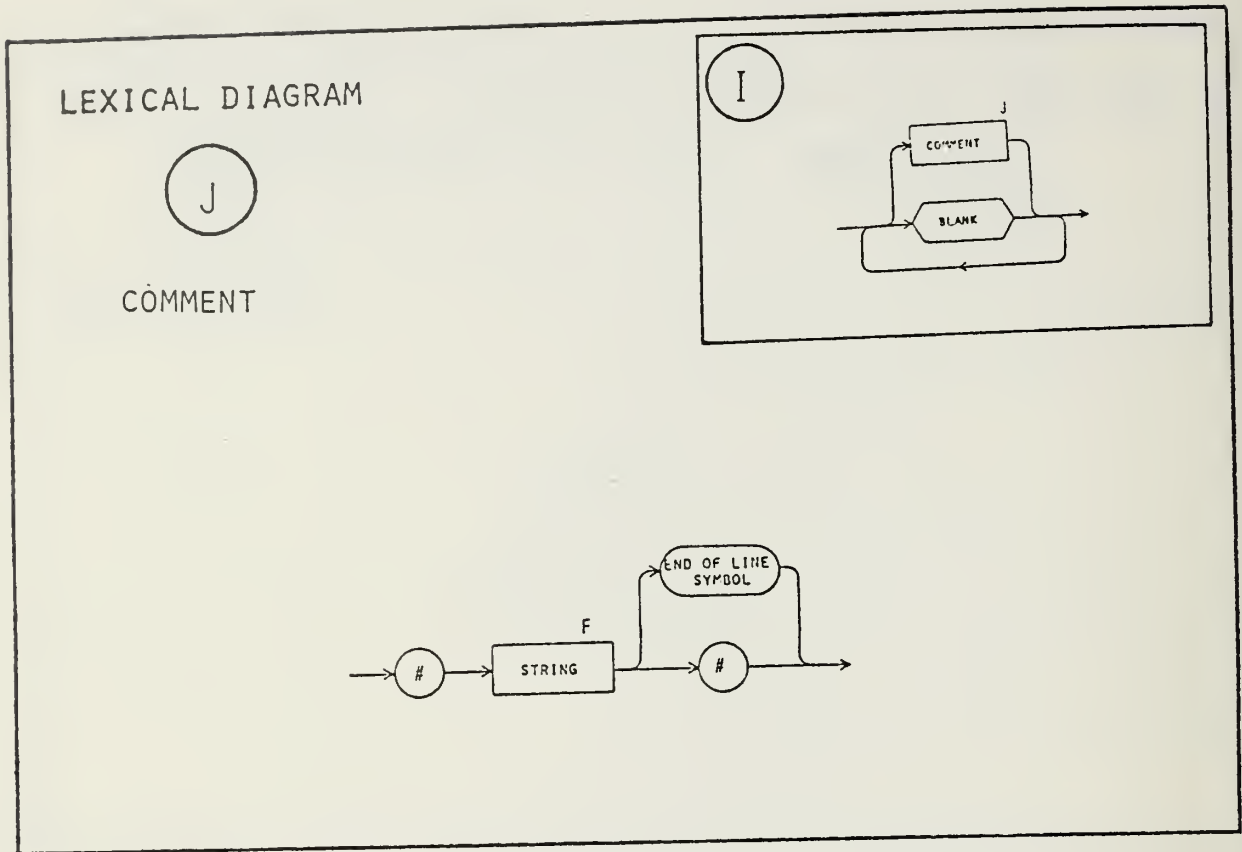 LEXICAL DIAGRAM
J
COMMENT
I
J
COMMENT
BLANK
END OF LINE
SYMBOL
F
# STRING #